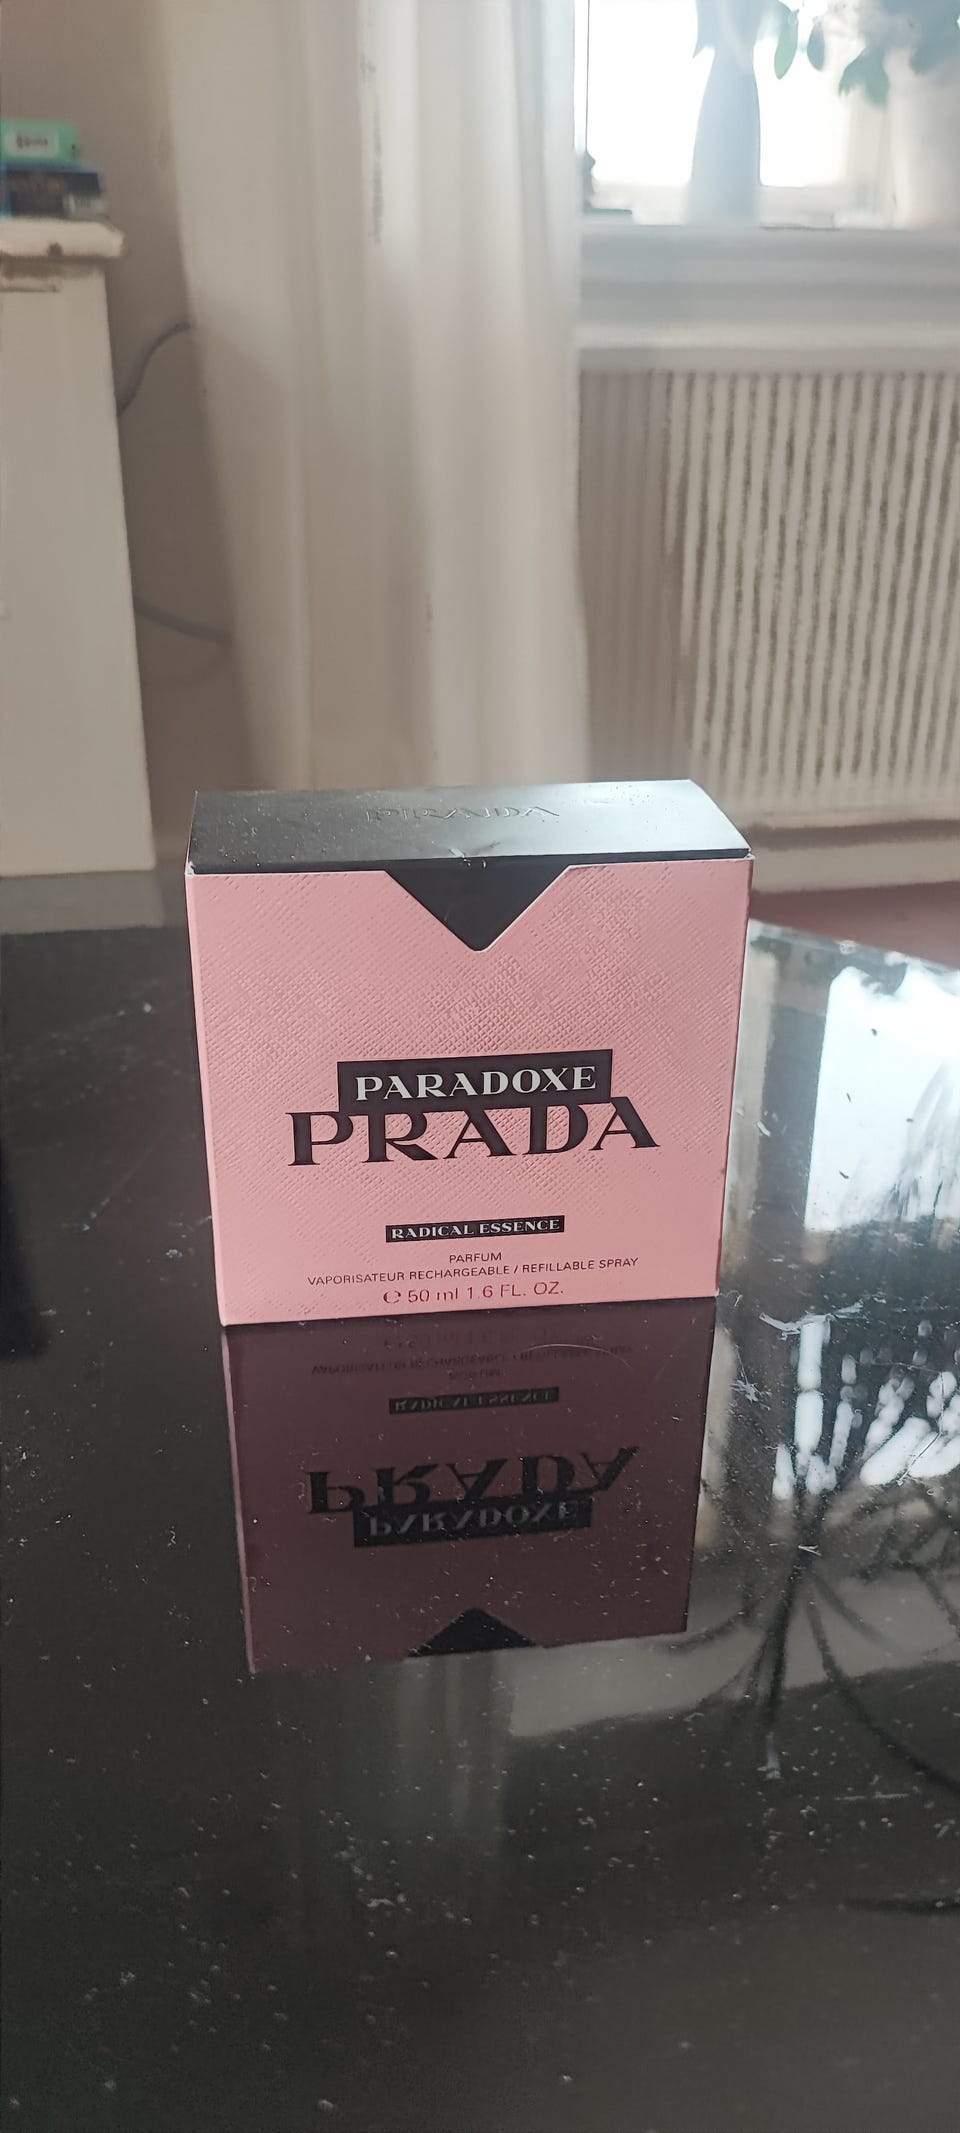 PRADA
PARADOXE
PRADA
RADICAL ESSENCE
PARFUM
VAPORISATEUR RECHARGEABLE / REFILLABLE SPRAY
℮ 50 ml 1.6 FL. OZ.